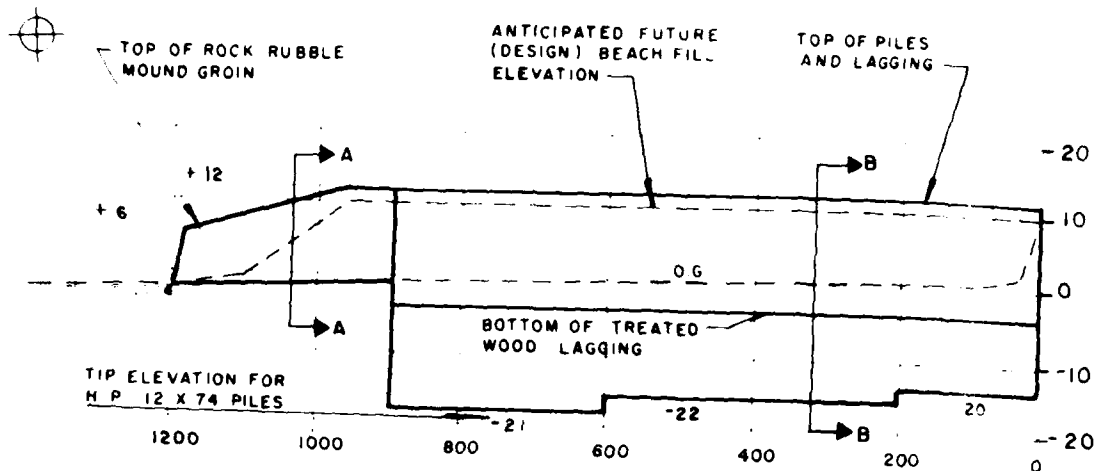 TOP OF ROCK RUBBLE
MOUND GROIN
ANTICIPATED FUTURE
(DESIGN) BEACH FIL
ELEVATION
TOP OF PILES
AND LAGGING
A
B
-20
+ 12
+ 6
10
O.G
0
A
BOTTOM OF TREATED
WOOD LAGGING
-10
TIP ELEVATION FOR
H P 12 X 74 PILES
-21
-22
20
B
-20
1200
1000
800
600
400
200
0